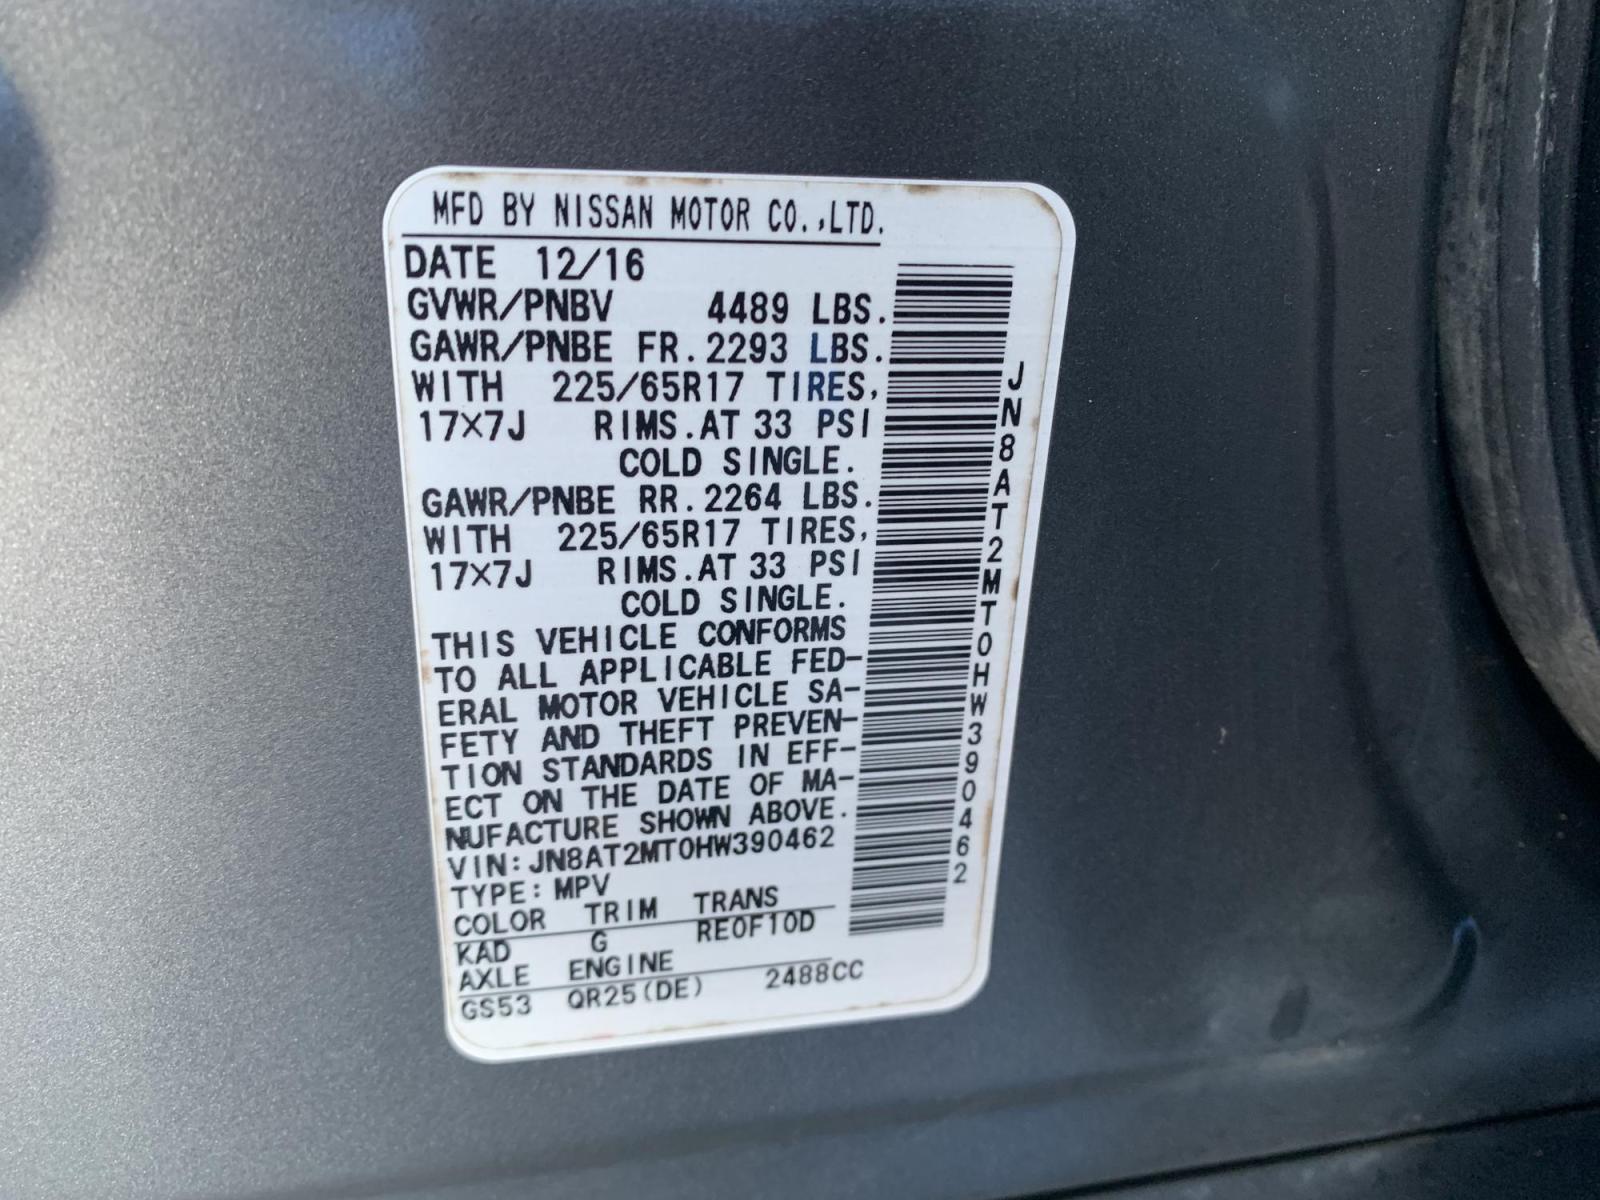 MFD BY NISSAN MOTOR CO.,LTD.
DATE 12/16
GVWR/PNBV 4489 LBS.
GAWR/PNBE FR. 2293 LBS.
WITH 225/65R17 TIRES,
17×7J RIMS. AT 33 PSI
COLD SINGLE.
GAWR/PNBE RR. 2264 LBS.
WITH 225/65R17 TIRES,
17×7J RIMS. AT 33 PSI
COLD SINGLE.
THIS VEHICLE CONFORMS
TO ALL APPLICABLE FED-
ERAL MOTOR VEHICLE SA-
FETY AND THEFT PREVEN-
TION STANDARDS IN EFF-
ECT ON THE DATE OF MA-
NUFACTURE SHOWN ABOVE.
VIN: JN8AT2MT0HW390462
TYPE: MPV
COLOR TRIM TRANS
KAD G RE0F10D
AXLE ENGINE
GS53 QR25(DE) 2488CC
JN8AT2MT0HW390462